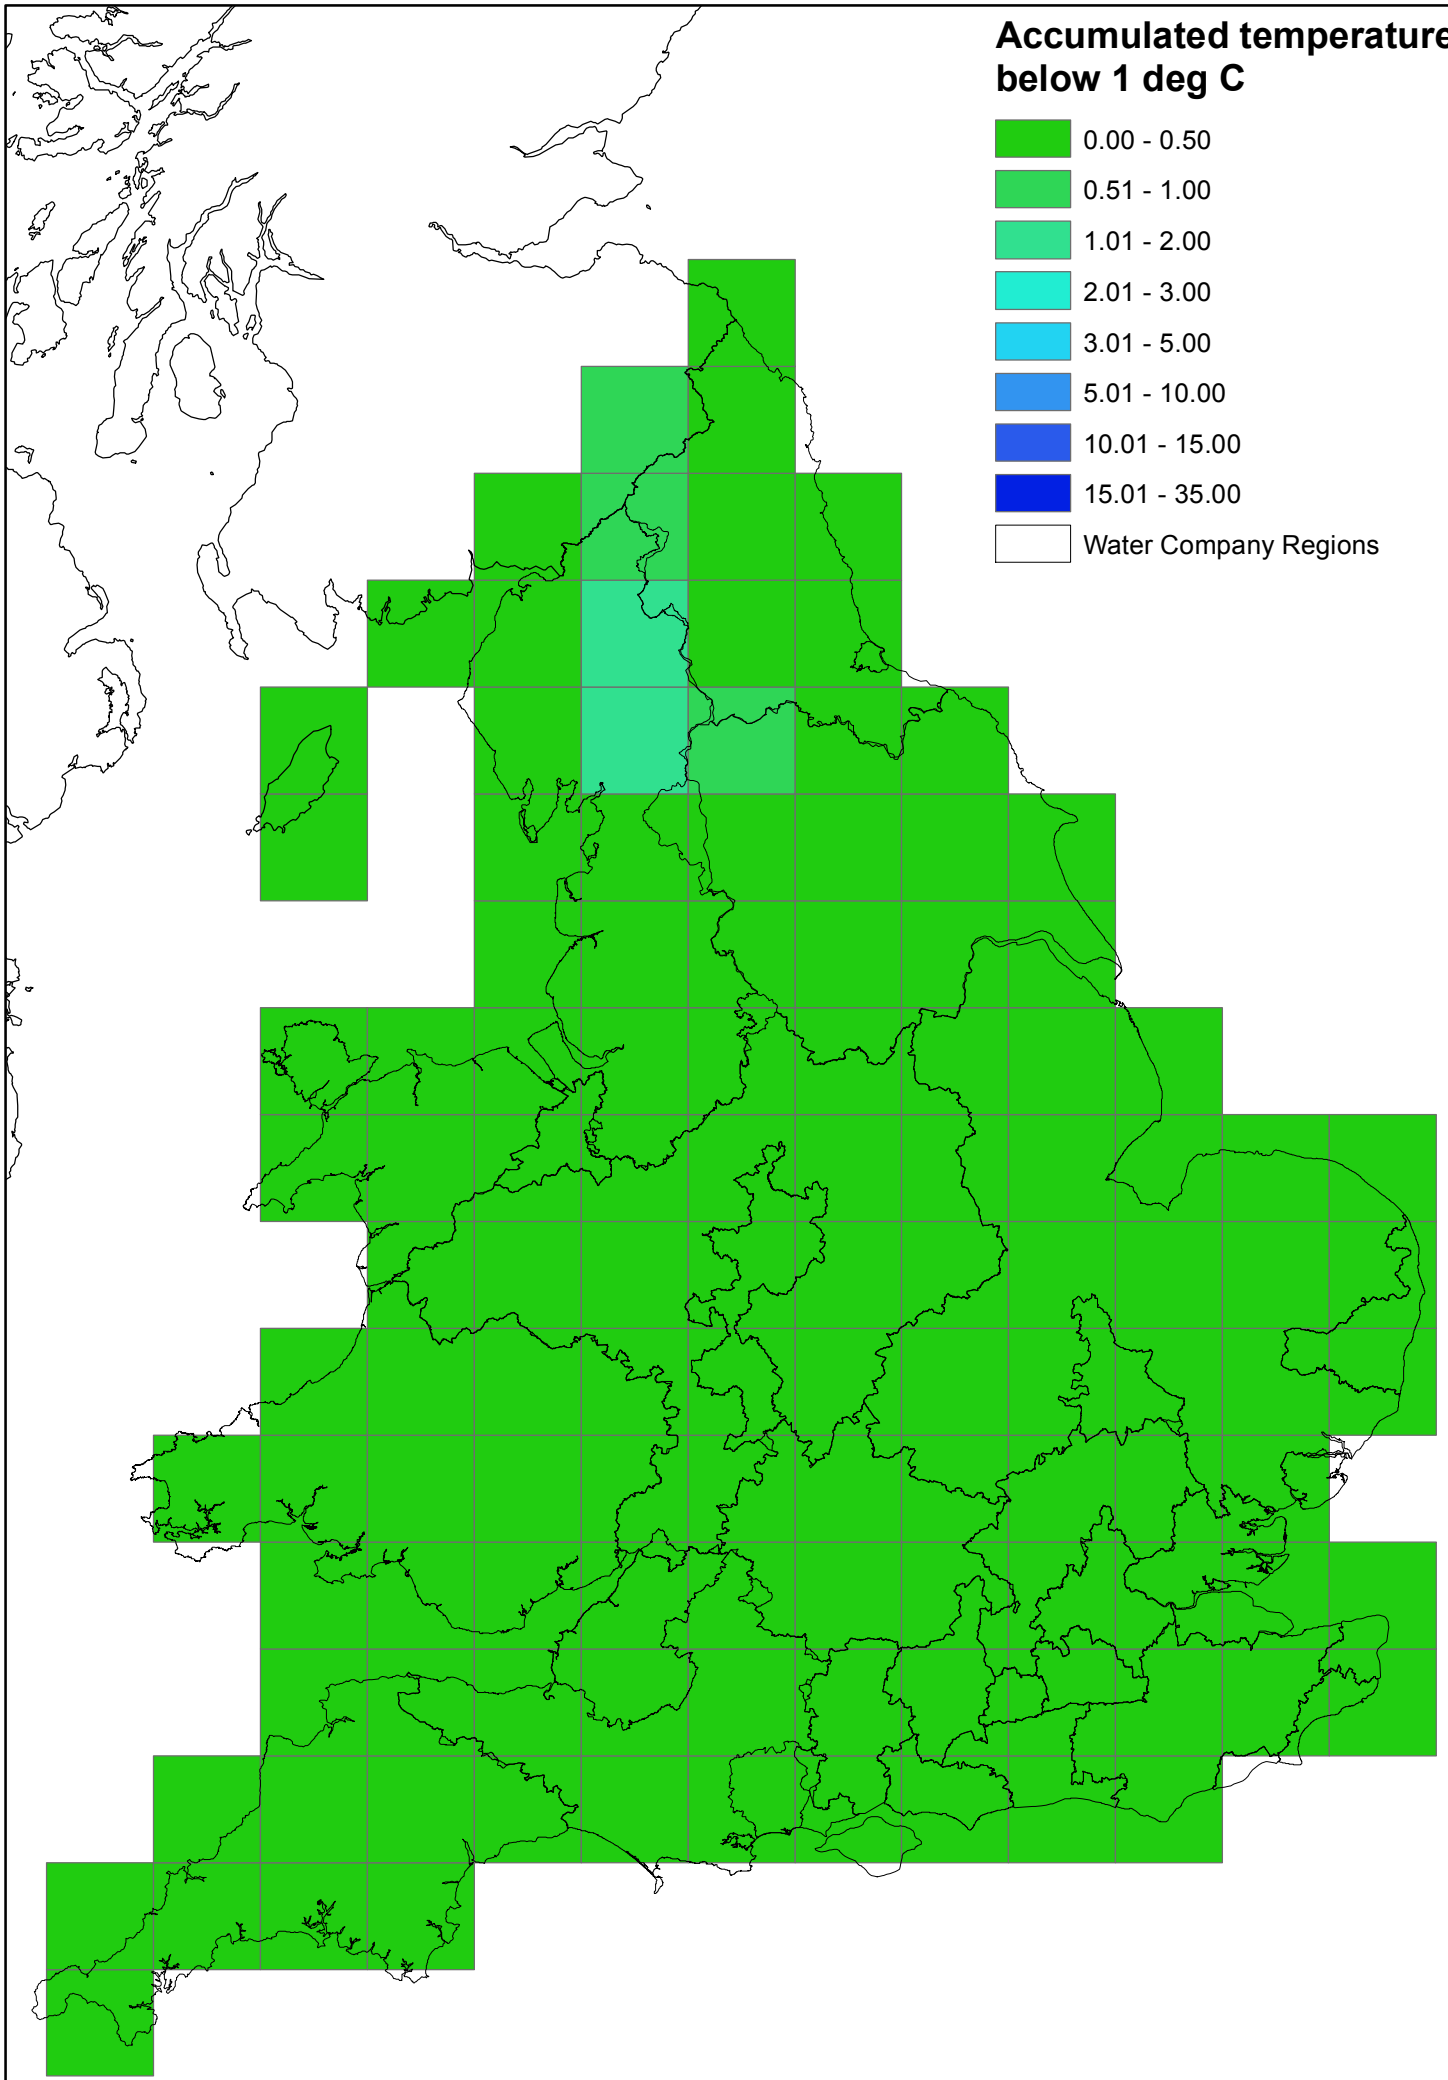 Accumulated temperature
below 1 deg C
0.00 - 0.50
0.51 - 1.00
1.01 - 2.00
2.01 - 3.00
3.01 - 5.00
5.01 - 10.00
10.01 - 15.00
15.01 - 35.00
Water Company Regions